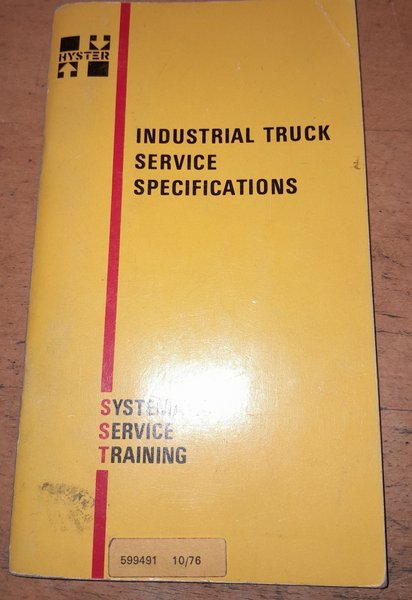 HYSTER
INDUSTRIAL TRUCK
SERVICE
SPECIFICATIONS
SERVICE
TRAINING
599491 10/76